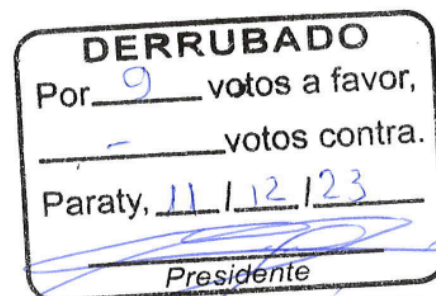 DERRUBADO
Por 9 votos a favor,
- votos contra.
Paraty, 11/12/23
Presidente